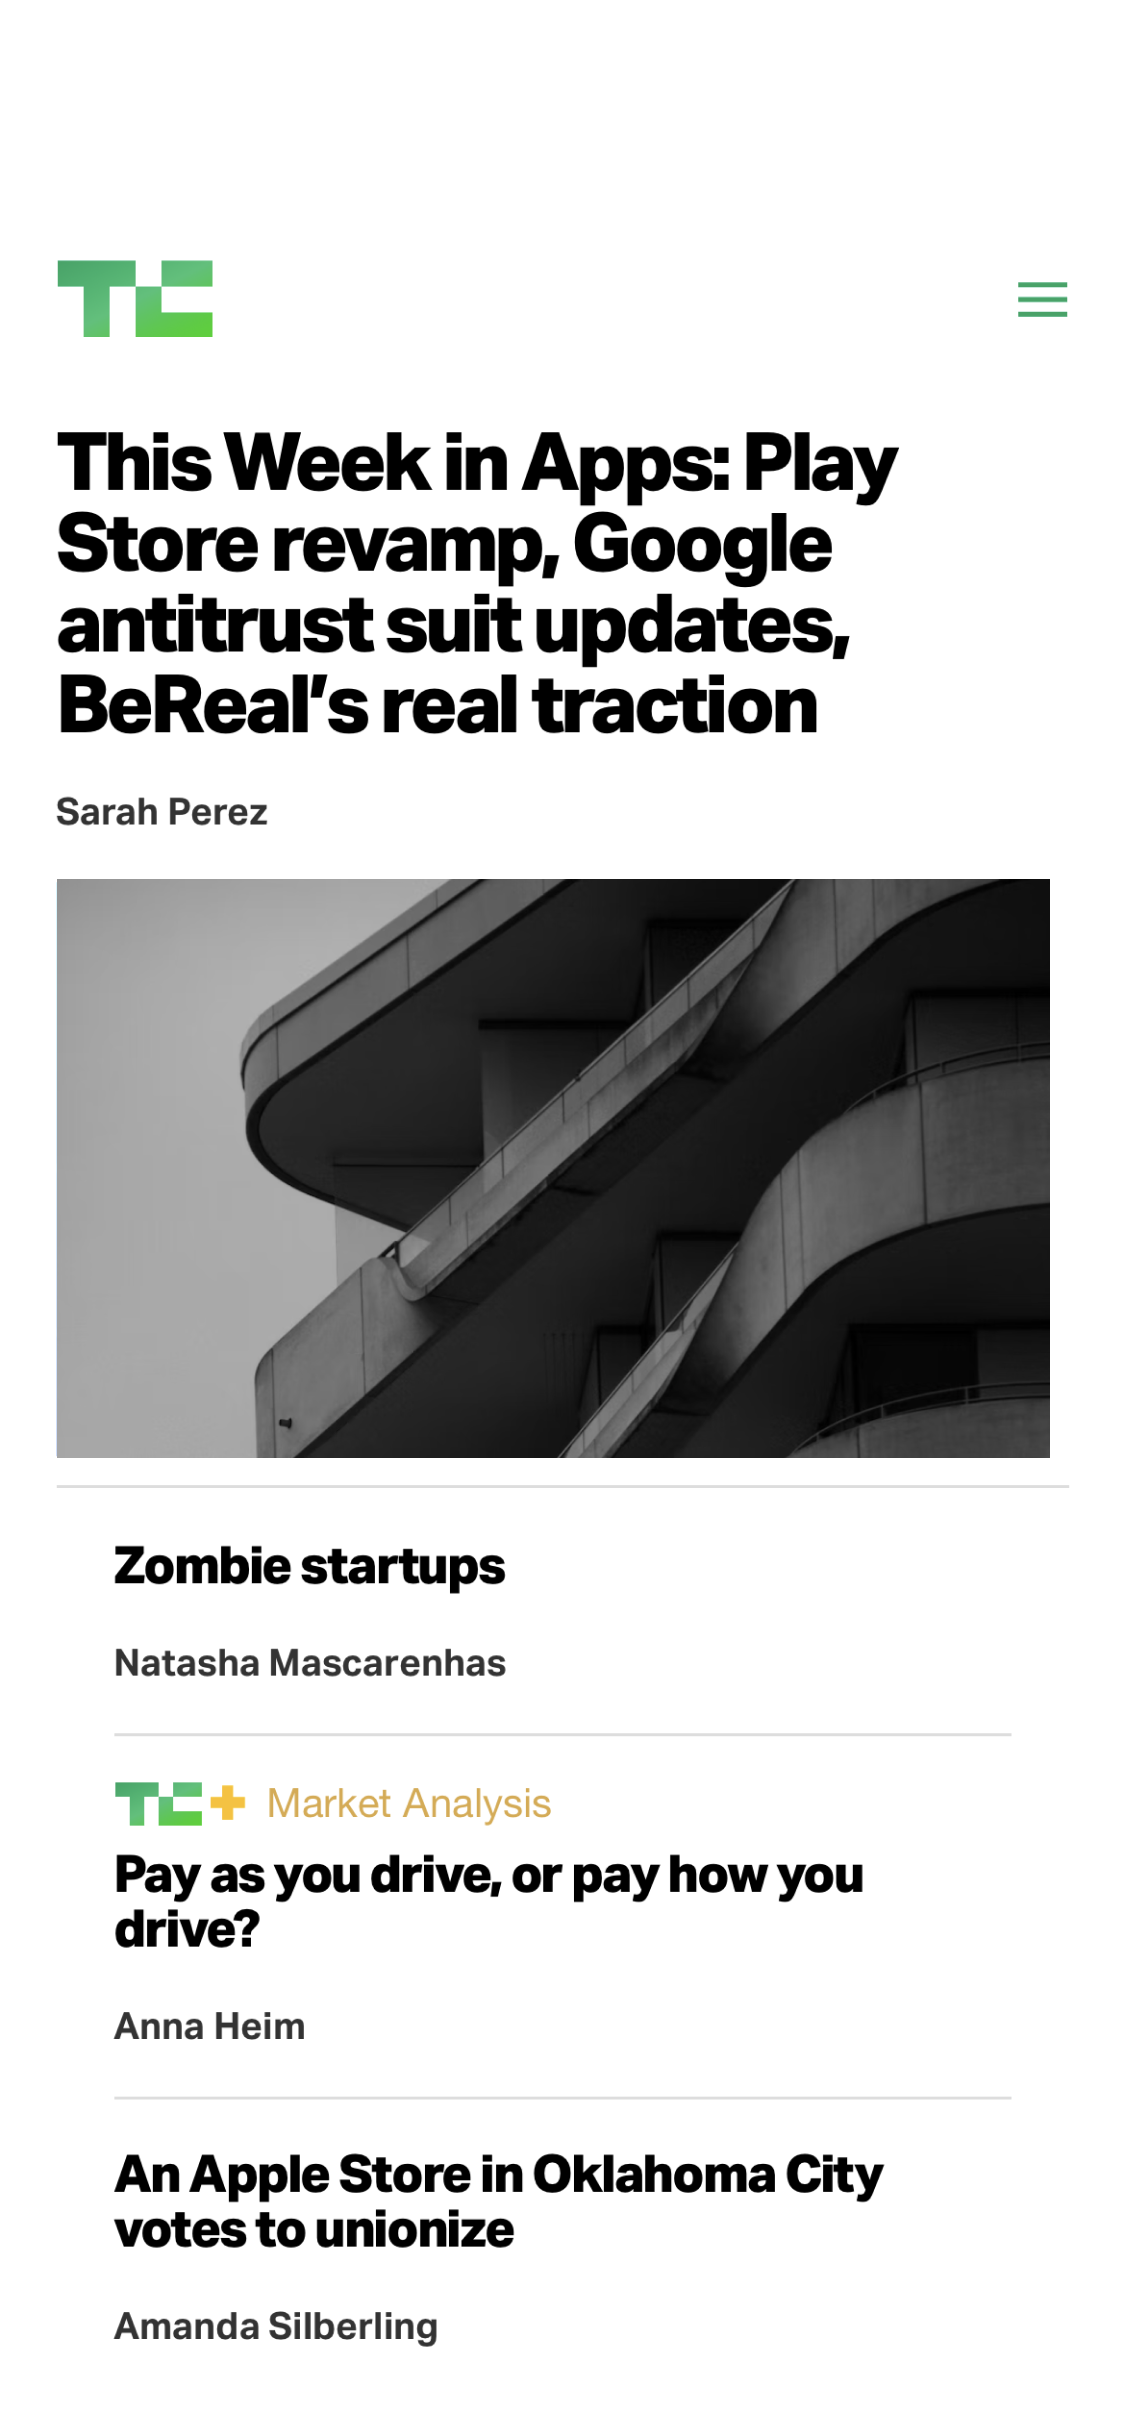 TC
This Week in Apps: Play
Store revamp, Google
antitrust suit updates,
BeReal’s real traction
Sarah Perez
Zombie startups
Natasha Mascarenhas
TC+ Market Analysis
Pay as you drive, or pay how you
drive?
Anna Heim
An Apple Store in Oklahoma City
votes to unionize
Amanda Silberling